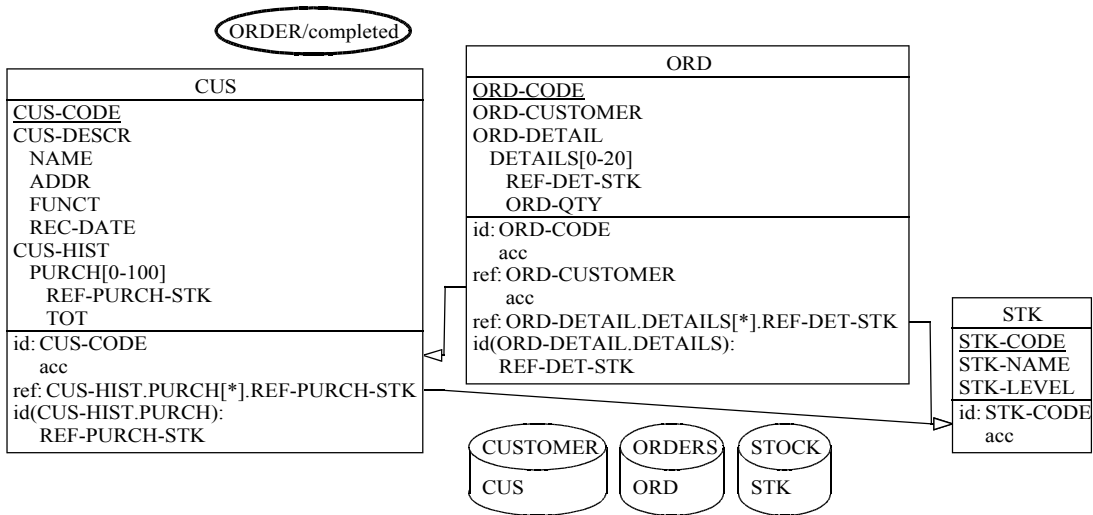 ORDER/completed
CUS
CUS-CODE
CUS-DESCR
NAME
ADDR
FUNCT
REC-DATE
CUS-HIST
PURCH[0-100]
REF-PURCH-STK
TOT
id: CUS-CODE
acc
ref: CUS-HIST.PURCH[*].REF-PURCH-STK
id(CUS-HIST.PURCH):
REF-PURCH-STK
ORD
ORD-CODE
ORD-CUSTOMER
ORD-DETAIL
DETAILS[0-20]
REF-DET-STK
ORD-QTY
id: ORD-CODE
acc
ref: ORD-CUSTOMER
acc
ref: ORD-DETAIL.DETAILS[*].REF-DET-STK
id(ORD-DETAIL.DETAILS):
REF-DET-STK
STK
STK-CODE
STK-NAME
STK-LEVEL
id: STK-CODE
acc
CUSTOMER
CUS
ORDERS
ORD
STOCK
STK